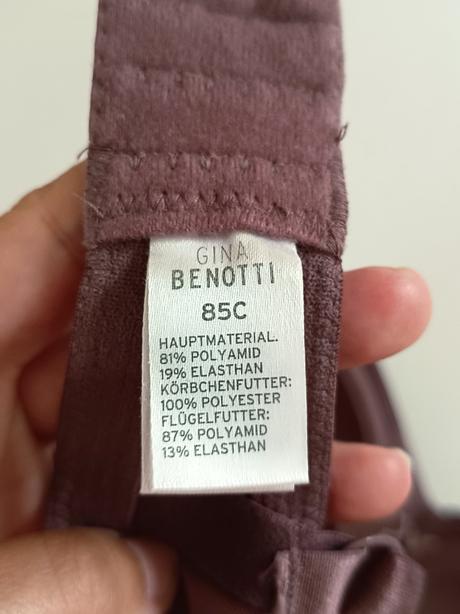 GINA
BENOTTI
85C
HAUPTMATERIAL.
81% POLYAMID
19% ELASTHAN
KÖRBCHENFUTTER:
100% POLYESTER
FLÜGELFUTTER:
87% POLYAMID
13% ELASTHAN